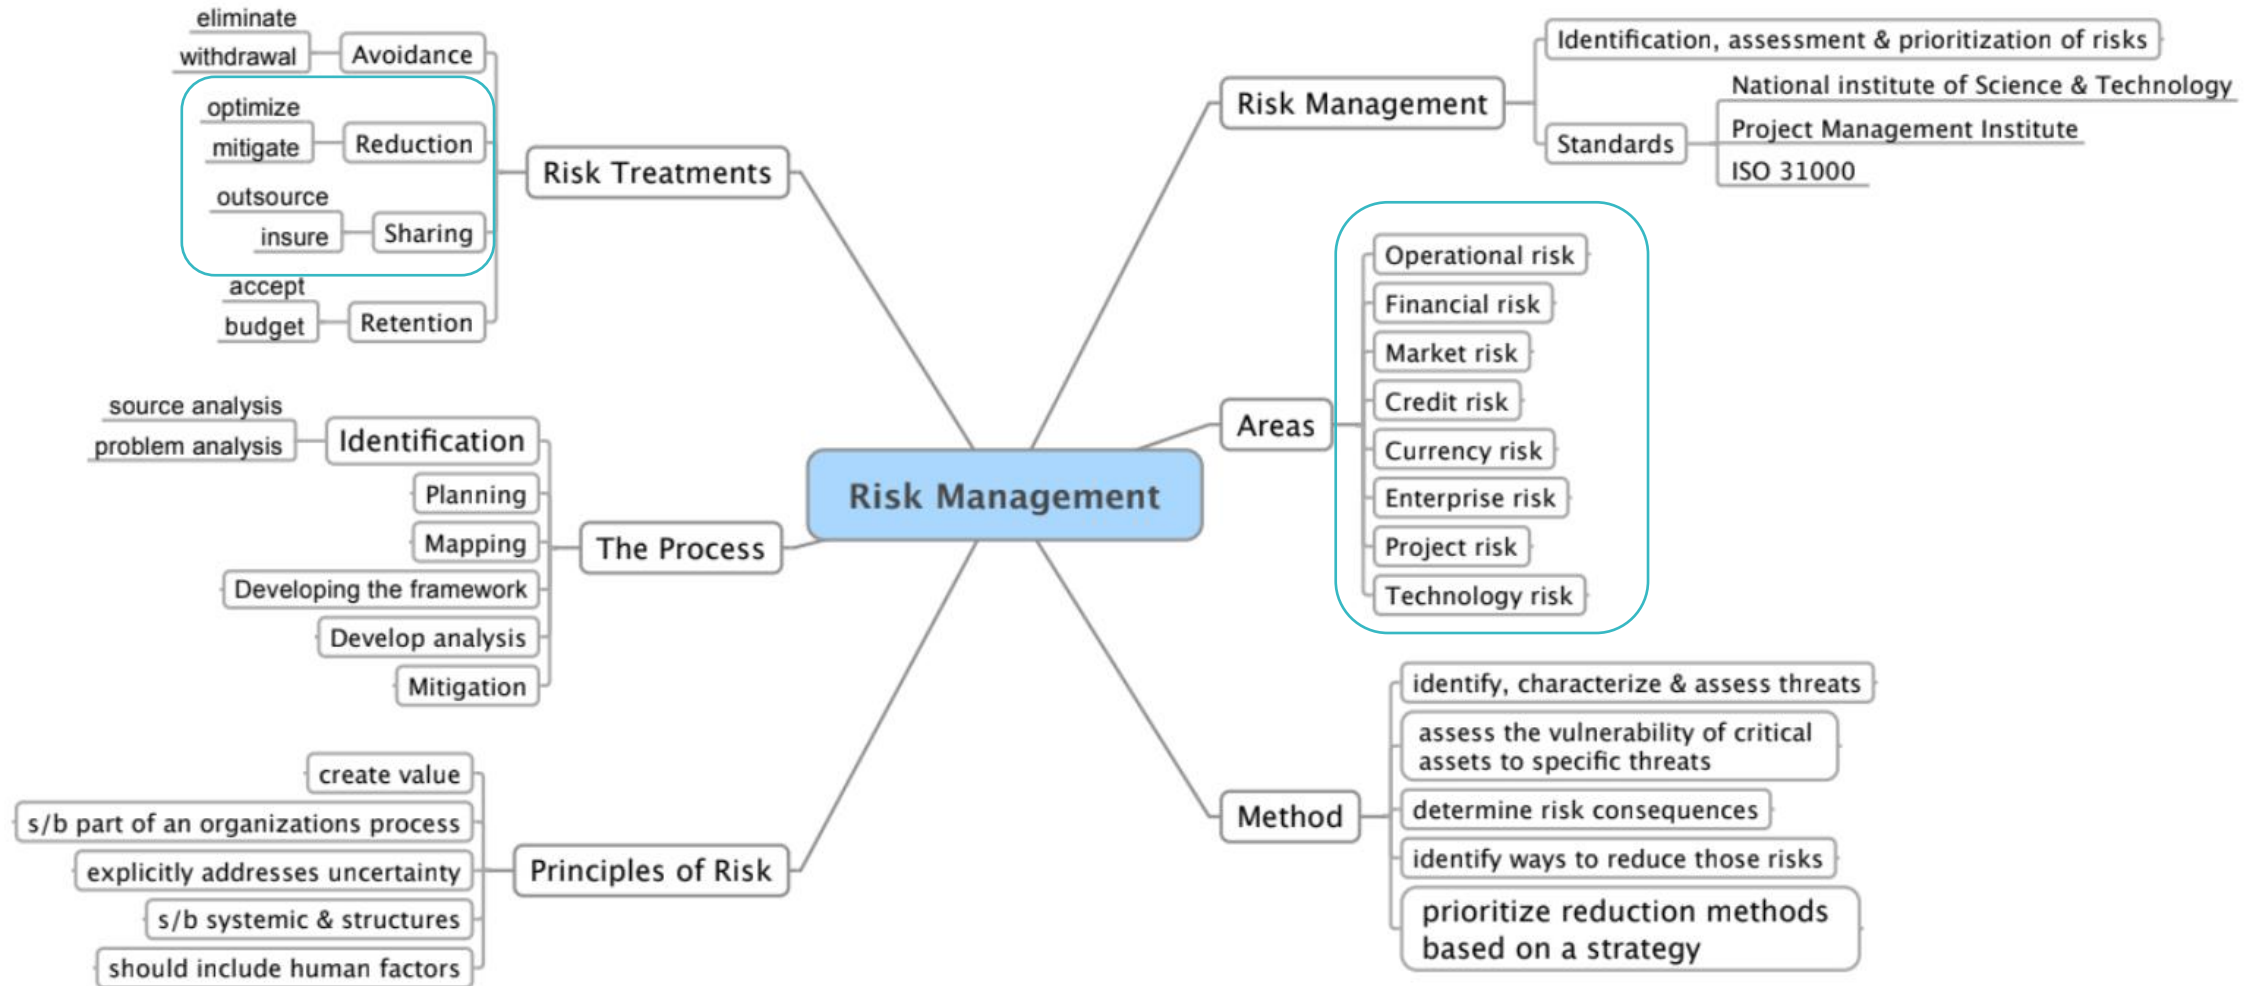 eliminate
withdrawal
Avoidance
optimize
mitigate
Reduction
outsource
insure
Sharing
accept
budget
Retention
Risk Treatments
source analysis
problem analysis
Identification
Planning
Mapping
Developing the framework
Develop analysis
Mitigation
The Process
create value
s/b part of an organizations process
explicitly addresses uncertainty
s/b systemic & structures
should include human factors
Principles of Risk
Risk Management
Risk Management
Identification, assessment & prioritization of risks
Standards
National institute of Science & Technology
Project Management Institute
ISO 31000
Areas
Operational risk
Financial risk
Market risk
Credit risk
Currency risk
Enterprise risk
Project risk
Technology risk
Method
identify, characterize & assess threats
assess the vulnerability of critical
assets to specific threats
determine risk consequences
identify ways to reduce those risks
prioritize reduction methods
based on a strategy